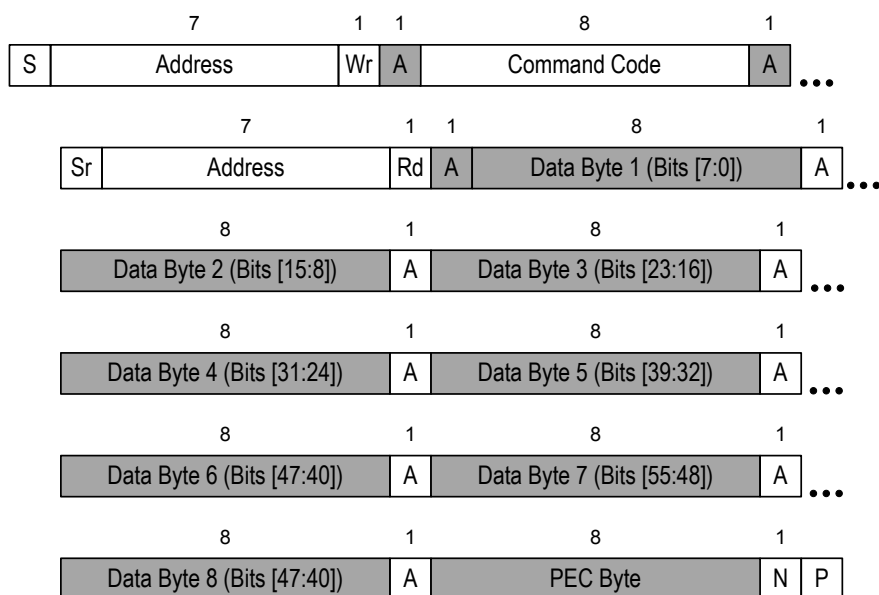 7 1 1 8 1
S Address Wr A Command Code A •••
7 1 1 8 1
Sr Address Rd A Data Byte 1 (Bits [7:0]) A •••
8 1 8 1
Data Byte 2 (Bits [15:8]) A Data Byte 3 (Bits [23:16]) A •••
8 1 8 1
Data Byte 4 (Bits [31:24]) A Data Byte 5 (Bits [39:32]) A •••
8 1 8 1
Data Byte 6 (Bits [47:40]) A Data Byte 7 (Bits [55:48]) A •••
8 1 8 1
Data Byte 8 (Bits [47:40]) A PEC Byte N P